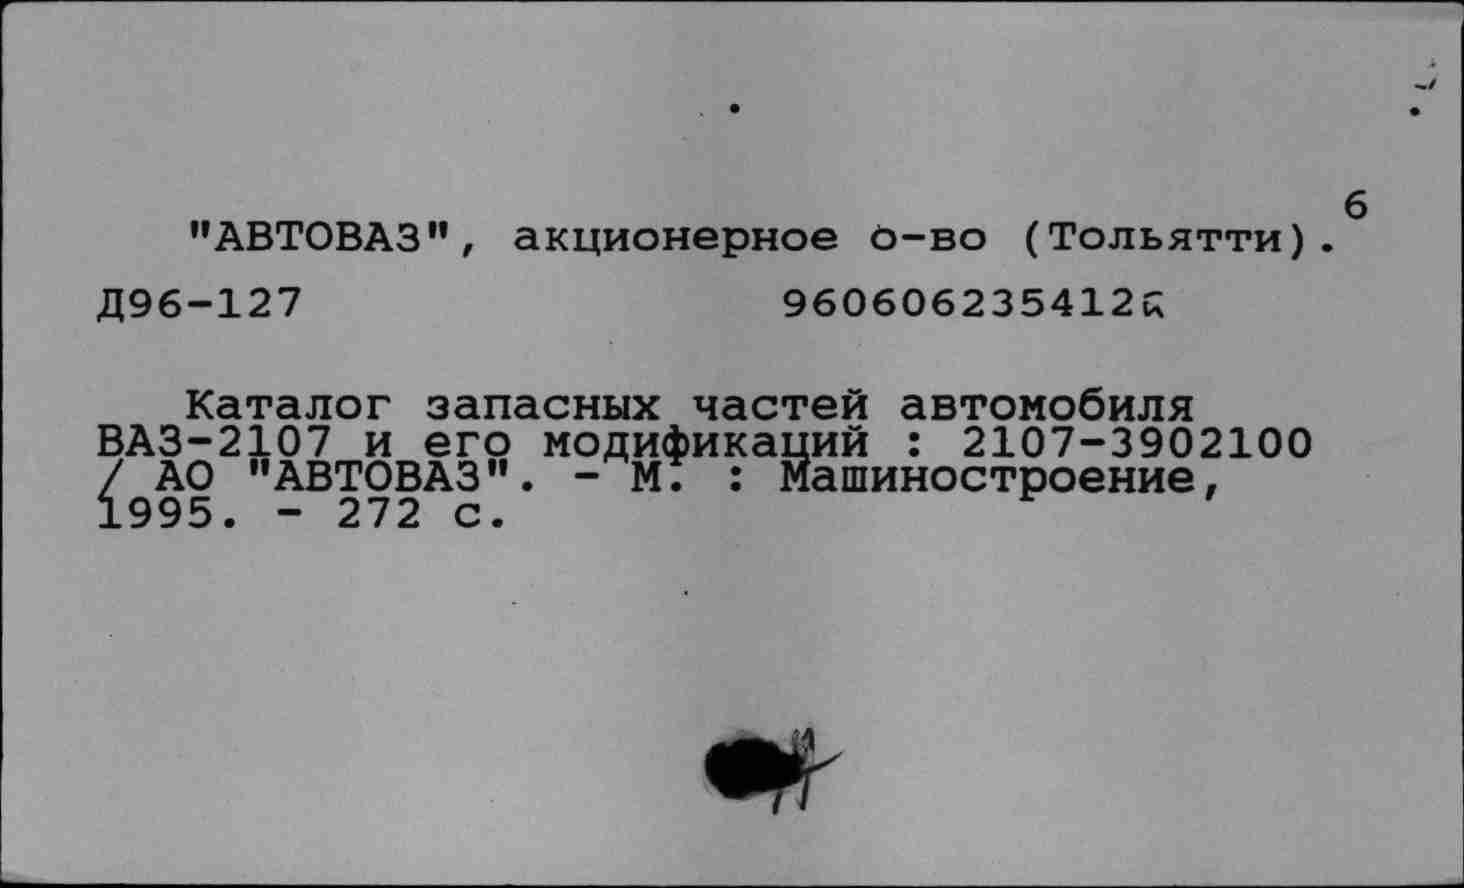 6
"АВТОВАЗ", акционерное о-во (Тольятти).
Д96-127 960606235412к
Каталог запасных частей автомобиля
ВАЗ-2107 и его модификаций : 2107-3902100
/ АО "АВТОВАЗ". - М. : Машиностроение,
1995. - 272 с.